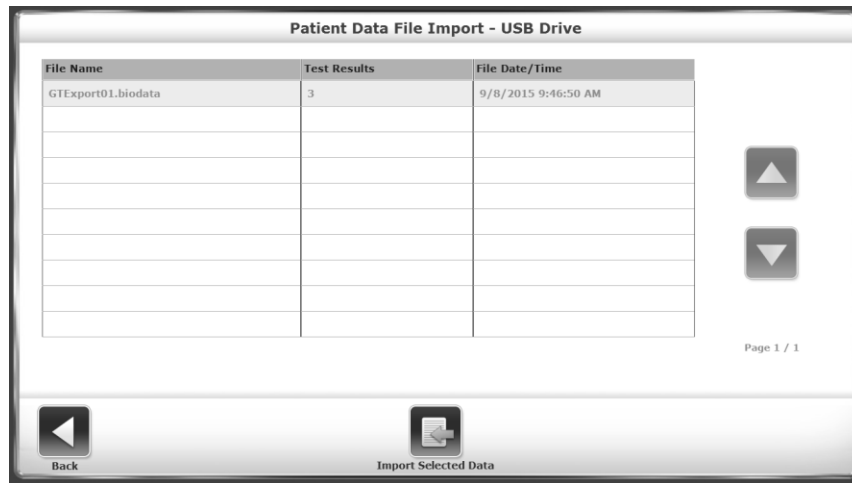 Patient Data File Import - USB Drive
File Name Test Results File Date/Time
GTExport01.biodata 3 9/8/2015 9:46:50 AM
Page 1 / 1
Back Import Selected Data